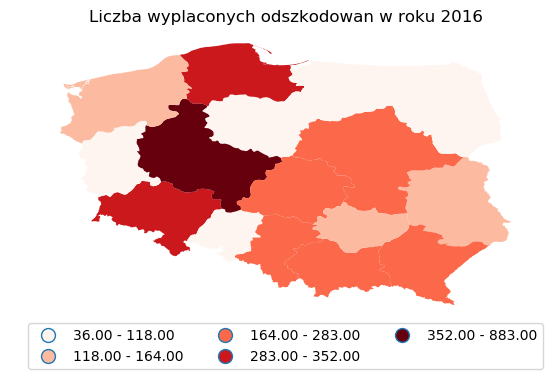 Liczba wyplaconych odszkodowan w roku 2016
36.00 - 118.00
118.00 - 164.00
164.00 - 283.00
283.00 - 352.00
352.00 - 883.00